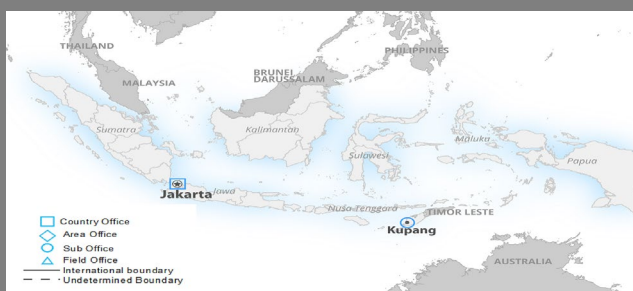 THAILAND
PHILIPPINES
BRUNEI
DARUSSALAM
MALAYSIA
Sumatra
Kalimantan
Maluku
Sulawesi
Papua
Jakarta
Jawa
Nusa Tenggara
TIMOR LESTE
Kupang
AUSTRALIA
Country Office
Area Office
Sub Office
Field Office
International boundary
Undetermined Boundary